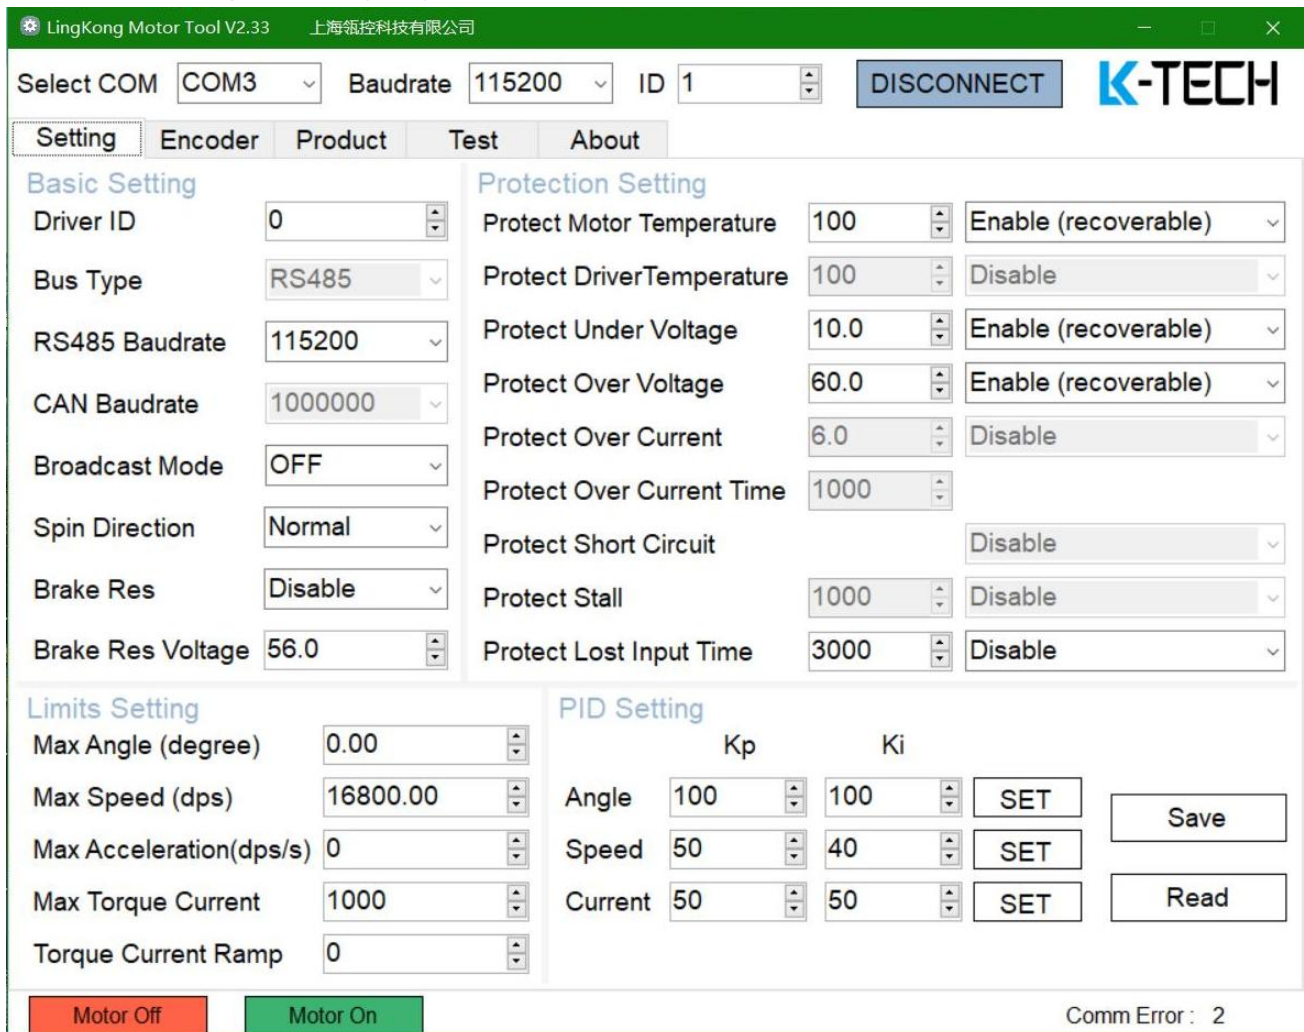 LingKong Motor Tool V2.33 上海瓴控科技有限公司
Select COM COM3 Baudrate 115200 ID 1 DISCONNECT K-TECH
Setting Encoder Product Test About
Basic Setting
Driver ID 0
Bus Type RS485
RS485 Baudrate 115200
CAN Baudrate 1000000
Broadcast Mode OFF
Spin Direction Normal
Brake Res Disable
Brake Res Voltage 56.0
Protection Setting
Protect Motor Temperature 100 Enable (recoverable)
Protect DriverTemperature 100 Disable
Protect Under Voltage 10.0 Enable (recoverable)
Protect Over Voltage 60.0 Enable (recoverable)
Protect Over Current 6.0 Disable
Protect Over Current Time 1000
Protect Short Circuit Disable
Protect Stall 1000 Disable
Protect Lost Input Time 3000 Disable
Limits Setting
Max Angle (degree) 0.00
Max Speed (dps) 16800.00
Max Acceleration(dps/s) 0
Max Torque Current 1000
Torque Current Ramp 0
PID Setting
Kp Ki
Angle 100 100 SET
Speed 50 40 SET
Current 50 50 SET
Save
Read
Motor Off Motor On Comm Error : 2